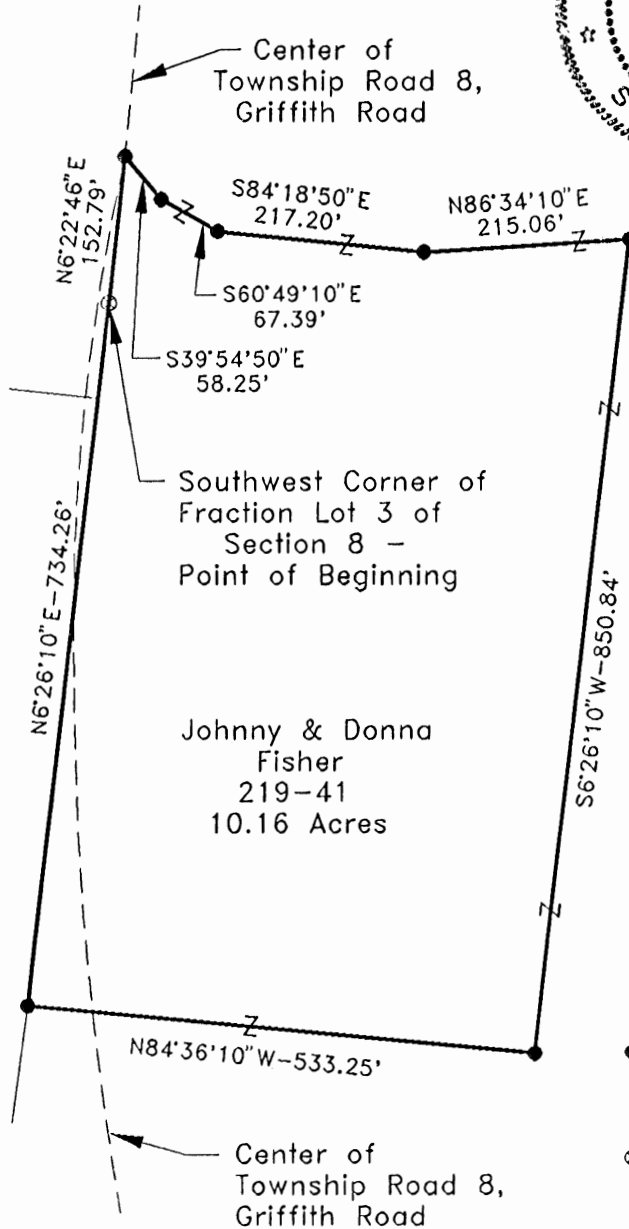 Center of
Township Road 8,
Griffith Road
S
N6°22'46"E
152.79'
S84°18'50"E
217.20'
N86°34'10"E
215.06'
S60°49'10"E
67.39'
S39°54'50"E
58.25'
Southwest Corner of
Fraction Lot 3 of
Section 8 –
Point of Beginning
N6°26'10"E–734.26'
S6°26'10"W–850.84'
Johnny & Donna
Fisher
219–41
10.16 Acres
N84°36'10"W–533.25'
Center of
Township Road 8,
Griffith Road